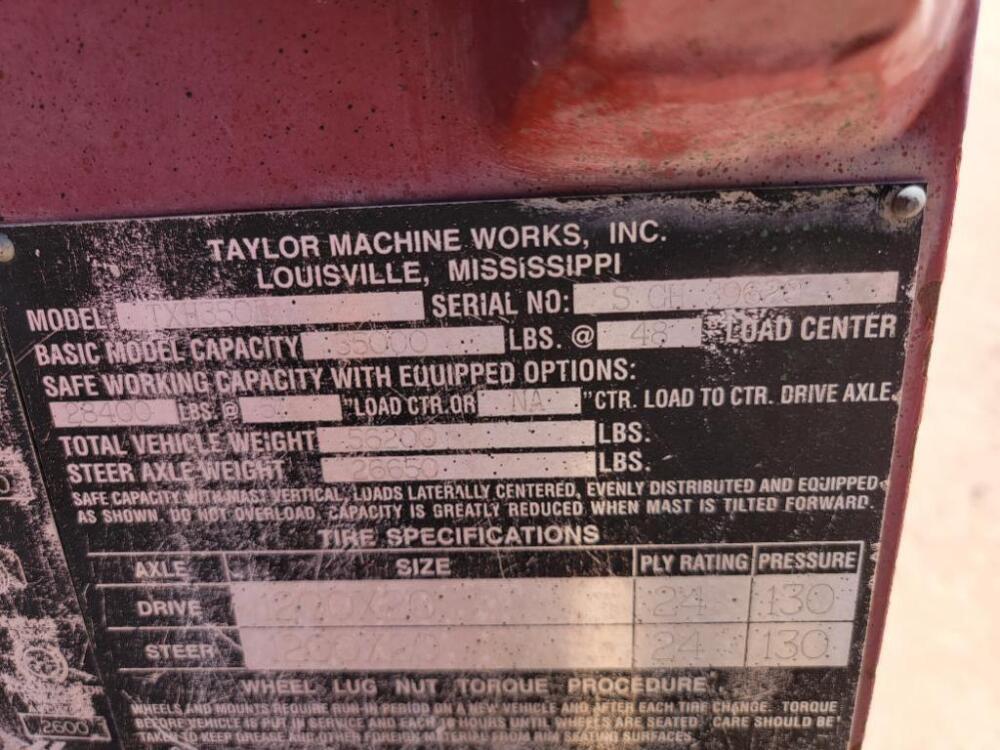 TAYLOR MACHINE WORKS, INC.
LOUISVILLE, MISSISSIPPI
MODEL SERIAL NO:
BASIC MODEL CAPACITY 35000 LBS. @ 48 LOAD CENTER
SAFE WORKING CAPACITY WITH EQUIPPED OPTIONS:
28400 LBS. @ "LOAD CTR. OR NA "CTR. LOAD TO CTR. DRIVE AXLE.
TOTAL VEHICLE WEIGHT 56200 LBS.
STEER AXLE WEIGHT 26650 LBS.
SAFE CAPACITY WITH MAST VERTICAL, LOADS LATERALLY CENTERED, EVENLY DISTRIBUTED AND EQUIPPED
AS SHOWN. DO NOT OVERLOAD. CAPACITY IS GREATLY REDUCED WHEN MAST IS TILTED FORWARD.
TIRE SPECIFICATIONS
AXLE SIZE PLY RATING PRESSURE
DRIVE 1200X20 24 130
STEER 24 130
WHEEL LUG NUT TORQUE PROCEDURE
WHEELS AND MOUNTS REQUIRE RUN-IN PERIOD ON A NEW VEHICLE AND AFTER EACH TIRE CHANGE. TORQUE
BEFORE VEHICLE IS PUT IN SERVICE AND EACH 10 HOURS UNTIL WHEELS ARE SEATED. CARE SHOULD BE
TAKEN TO KEEP GREASE AND OTHER FOREIGN MATERIAL FROM RIM SEATING SURFACES.
2600